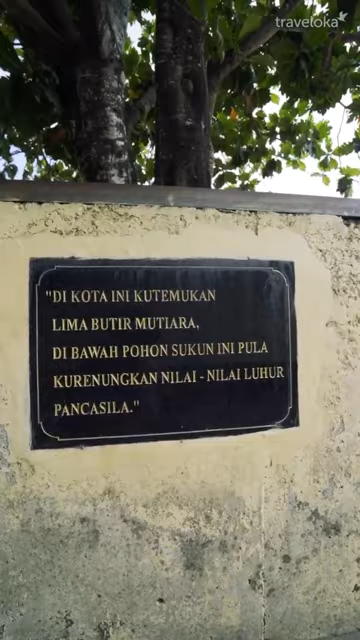 traveloka
"DI KOTA INI KUTEMUKAN
LIMA BUTIR MUTIARA,
DI BAWAH POHON SUKUN INI PULA
KURENUNGKAN NILAI - NILAI LUHUR
PANCASILA."